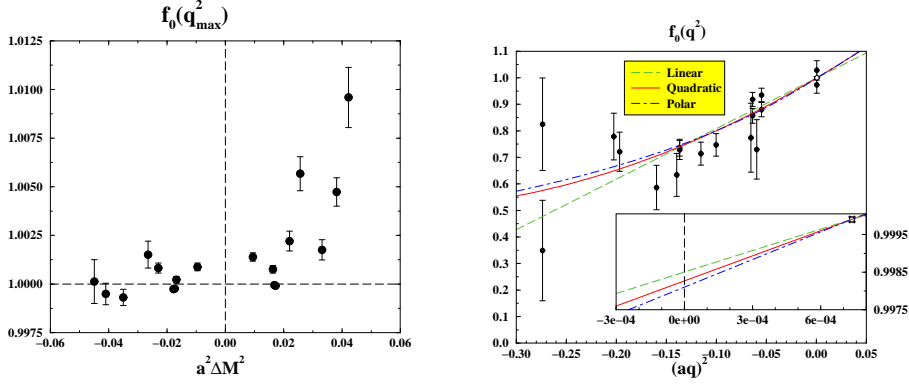 f₀(q²max)
1.0125
1.0100
1.0075
1.0050
1.0025
1.0000
0.9975
−0.06 −0.04 −0.02 0.00 0.02 0.04 0.06
a²ΔM²
f₀(q²)
1.1
1.0
0.9
0.8
0.7
0.6
0.5
0.4
0.3
0.2
0.1
0.0
Linear
Quadratic
Polar
0.9995
0.9985
0.9975
−3e−04 0e+00 3e−04 6e−04
−0.30 −0.25 −0.20 −0.15 −0.10 −0.05 0.00 0.05
(aq)²